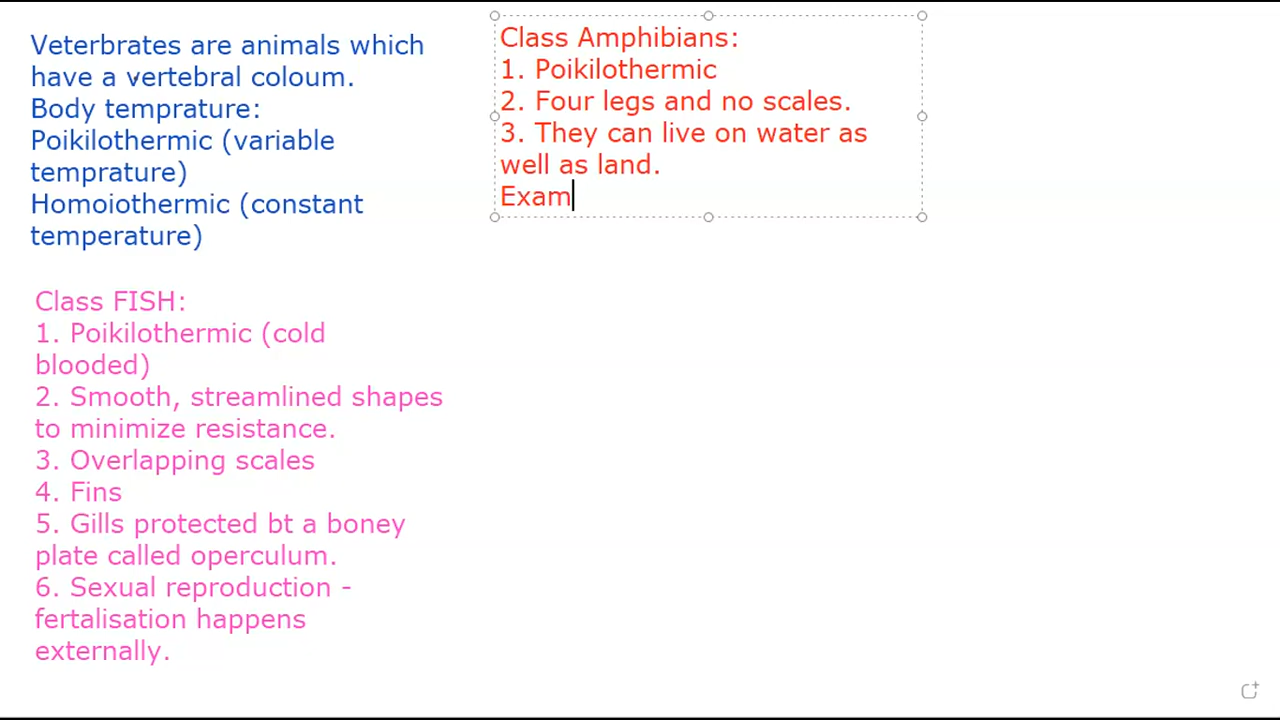 Veterbrates are animals which
have a vertebral coloum.
Body temprature:
Poikilothermic (variable
temprature)
Homoiothermic (constant
temperature)
Class FISH:
1. Poikilothermic (cold
blooded)
2. Smooth, streamlined shapes
to minimize resistance.
3. Overlapping scales
4. Fins
5. Gills protected bt a boney
plate called operculum.
6. Sexual reproduction -
fertalisation happens
externally.
Class Amphibians:
1. Poikilothermic
2. Four legs and no scales.
3. They can live on water as
well as land.
Exam